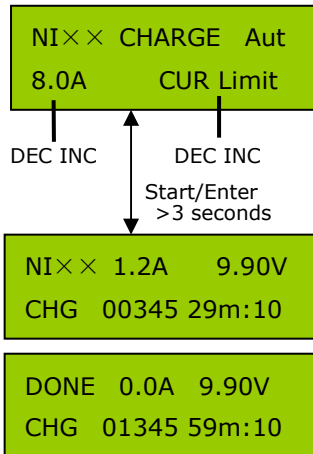 NI×× CHARGE Aut
8.0A CUR Limit
DEC INC DEC INC
Start/Enter
>3 seconds
NI×× 1.2A 9.90V
CHG 00345 29m:10
DONE 0.0A 9.90V
CHG 01345 59m:10